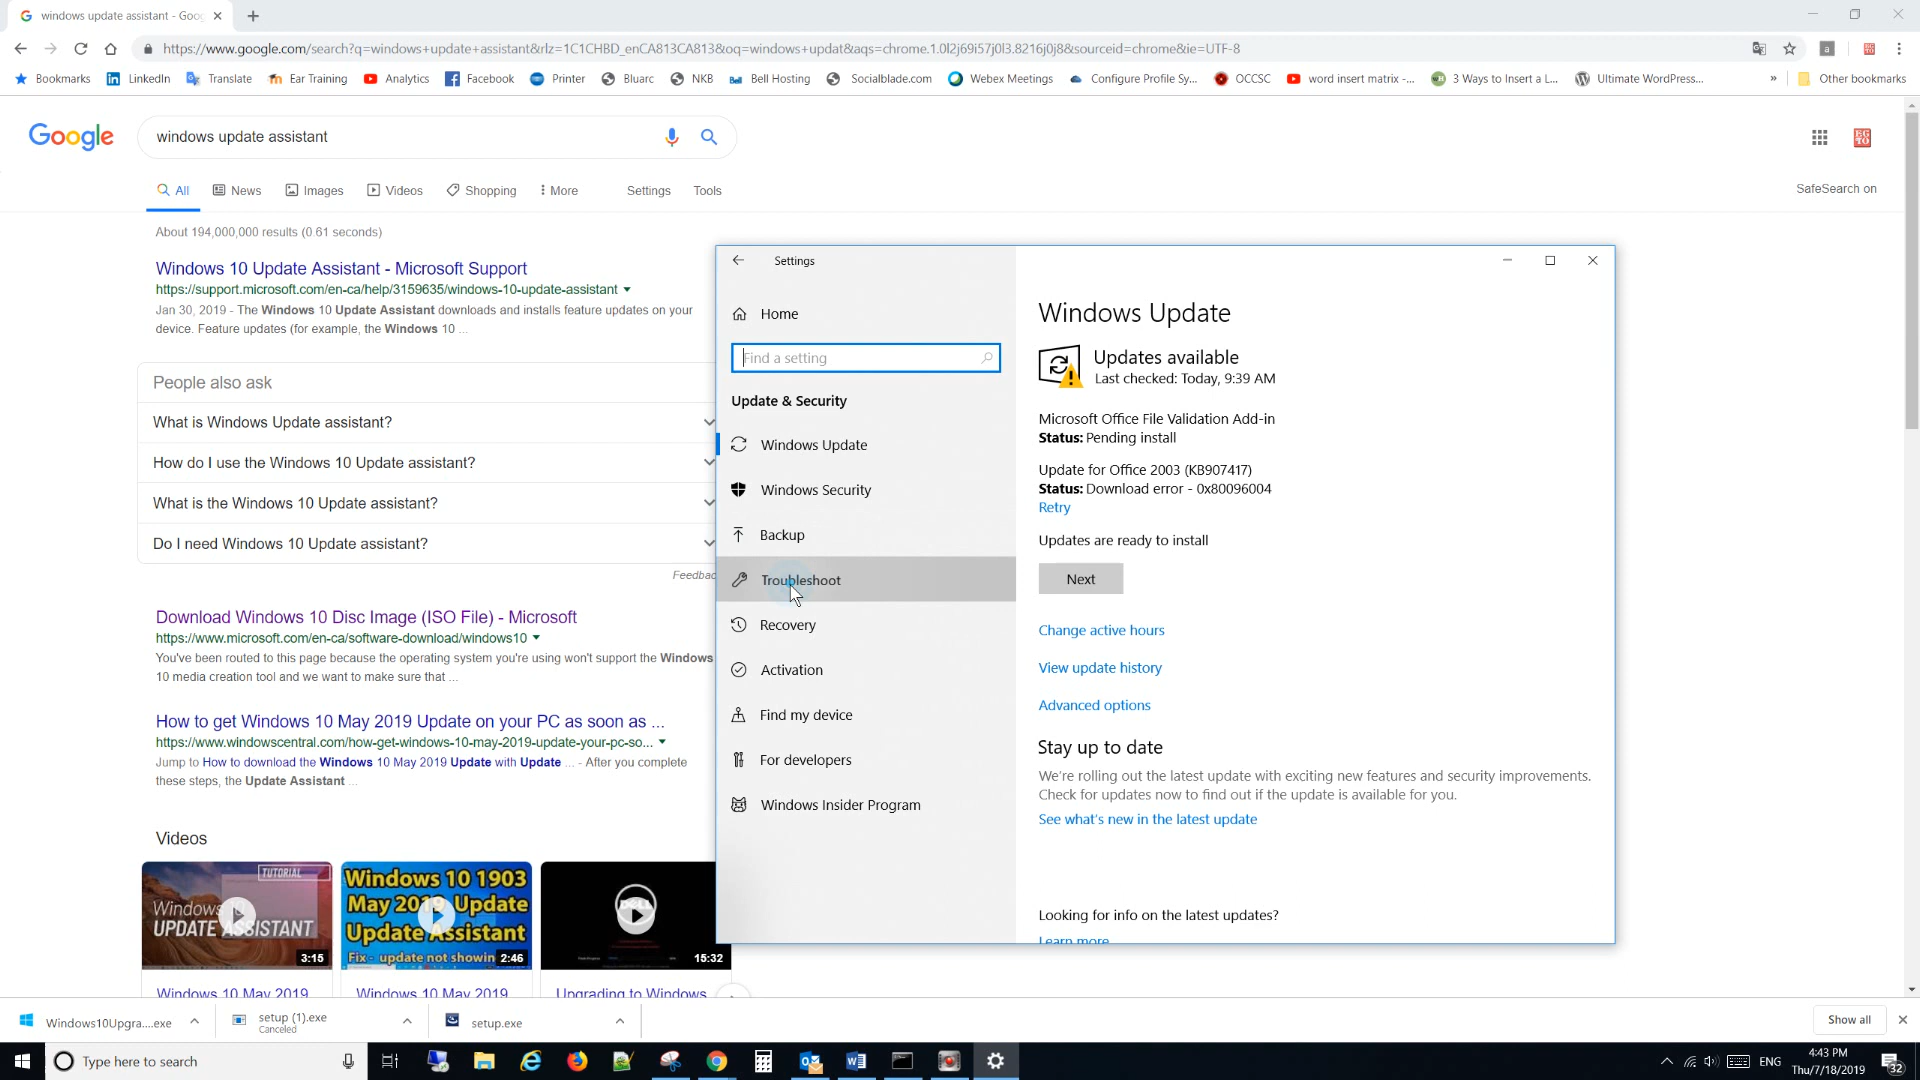 windows update assistant - Goo
https://www.google.com/search?q=windows+update+assistant&rlz=1C1CHBD_enCA813CA813&oq=windows+updat&aqs=chrome.1.0l2j69i57j0l3.8216j0j8&sourceid=chrome&ie=UTF-8
Bookmarks LinkedIn Translate Ear Training Analytics Facebook Printer Bluarc NKB Bell Hosting Socialblade.com Webex Meetings Configure Profile Sy... OCCSC word insert matrix -... 3 Ways to Insert a L... Ultimate WordPress... » Other bookmarks
Google
windows update assistant
All News Images Videos Shopping More Settings Tools
SafeSearch on
About 194,000,000 results (0.61 seconds)
Windows 10 Update Assistant - Microsoft Support
https://support.microsoft.com/en-ca/help/3159635/windows-10-update-assistant
Jan 30, 2019 - The Windows 10 Update Assistant downloads and installs feature updates on your
device. Feature updates (for example, the Windows 10 ...
People also ask
What is Windows Update assistant?
How do I use the Windows 10 Update assistant?
What is the Windows 10 Update assistant?
Do I need Windows 10 Update assistant?
Feedbac
Download Windows 10 Disc Image (ISO File) - Microsoft
https://www.microsoft.com/en-ca/software-download/windows10
You've been routed to this page because the operating system you're using won't support the Windows
10 media creation tool and we want to make sure that ...
How to get Windows 10 May 2019 Update on your PC as soon as ...
https://www.windowscentral.com/how-get-windows-10-may-2019-update-your-pc-so...
Jump to How to download the Windows 10 May 2019 Update with Update ... - After you complete
these steps, the Update Assistant ...
Videos
TUTORIAL
Windows 10
UPDATE ASSISTANT
3:15
Windows 10 1903
May 2019 Update
Update Assistant
Fix - update not showin
2:46
15:32
Windows 10 May 2019
Windows 10 May 2019
Upgrading to Windows
Settings
Home
Find a setting
Update & Security
Windows Update
Windows Security
Backup
Troubleshoot
Recovery
Activation
Find my device
For developers
Windows Insider Program
Windows Update
Updates available
Last checked: Today, 9:39 AM
Microsoft Office File Validation Add-in
Status: Pending install
Update for Office 2003 (KB907417)
Status: Download error - 0x80096004
Retry
Updates are ready to install
Next
Change active hours
View update history
Advanced options
Stay up to date
We're rolling out the latest update with exciting new features and security improvements.
Check for updates now to find out if the update is available for you.
See what's new in the latest update
Looking for info on the latest updates?
Learn more
Windows10Upgra....exe
setup (1).exe
Canceled
setup.exe
Show all
Type here to search
ENG
4:43 PM
Thu/7/18/2019
32